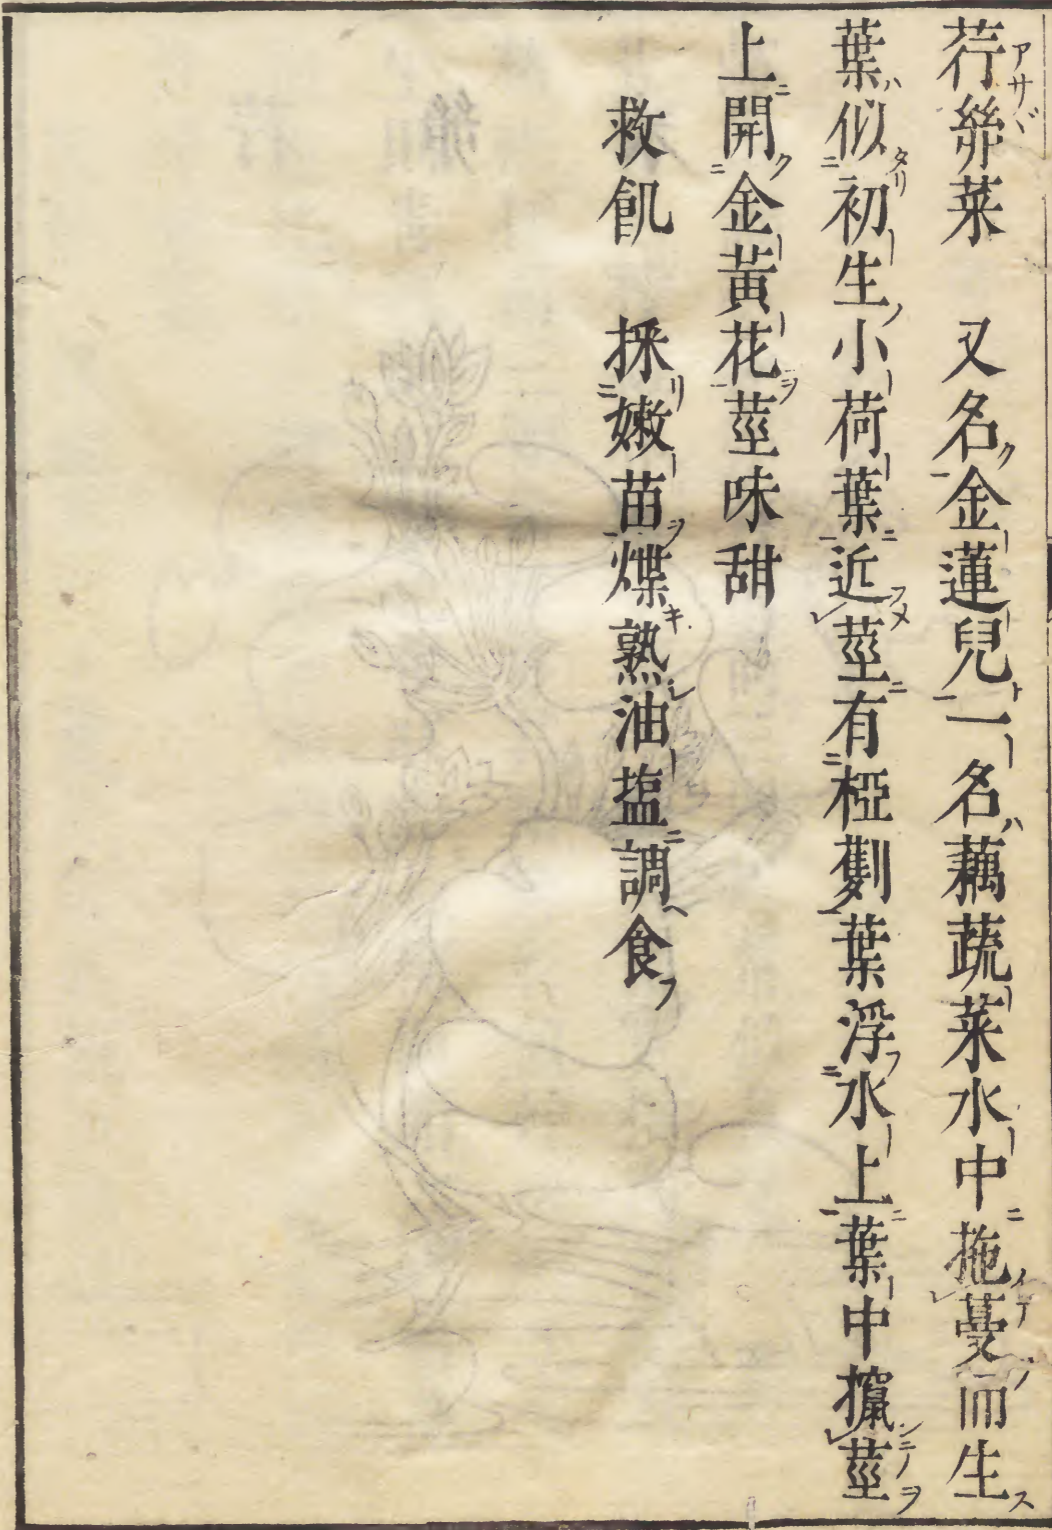 荇絲菜 又名金蓮兒一名藕蔬菜水中拖蔓而生
葉似初生小荷葉近莖有椏劐葉浮水上葉中攛莖
上開金黃花莖味甜
救飢 採嫩苗煠熟油塩調食